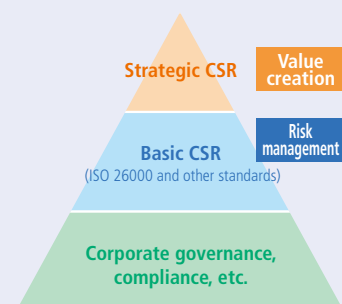 Strategic CSR
Value
creation
Basic CSR
(ISO 26000 and other standards)
Risk
management
Corporate governance,
compliance, etc.